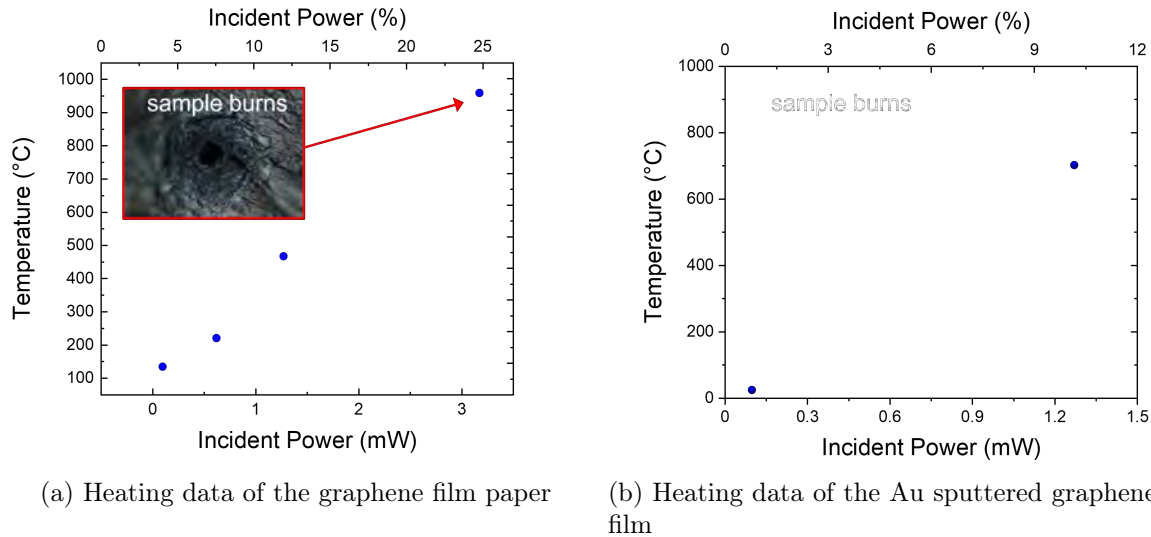 Incident Power (%)
0 5 10 15 20 25
1000
900
800
700
600
500
400
300
200
100
Temperature (°C)
sample burns
0 1 2 3
Incident Power (mW)
(a) Heating data of the graphene film paper
Incident Power (%)
0 3 6 9 12
1000
800
600
400
200
0
Temperature (°C)
sample burns
0.0 0.3 0.6 0.9 1.2 1.5
Incident Power (mW)
(b) Heating data of the Au sputtered graphene
film